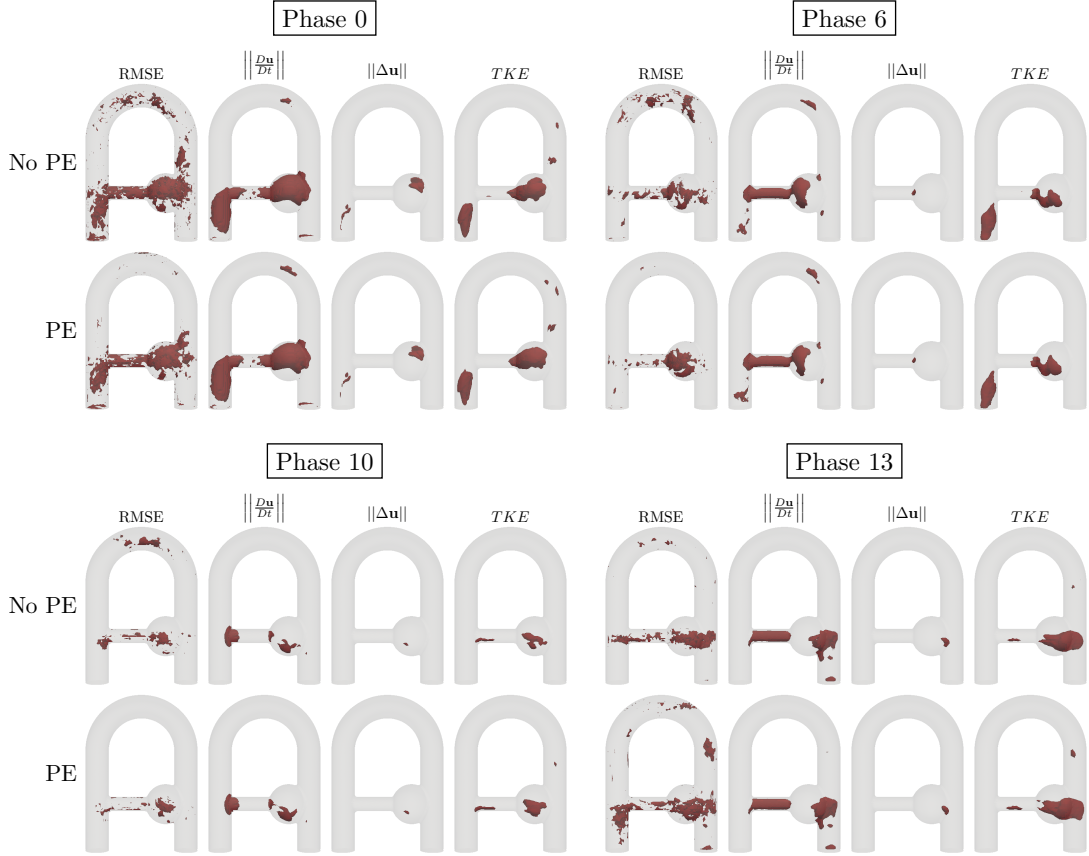 Phase 0
Phase 6
RMSE ||Du/Dt|| ||Δu|| TKE
RMSE ||Du/Dt|| ||Δu|| TKE
No PE
PE
Phase 10
Phase 13
RMSE ||Du/Dt|| ||Δu|| TKE
RMSE ||Du/Dt|| ||Δu|| TKE
No PE
PE